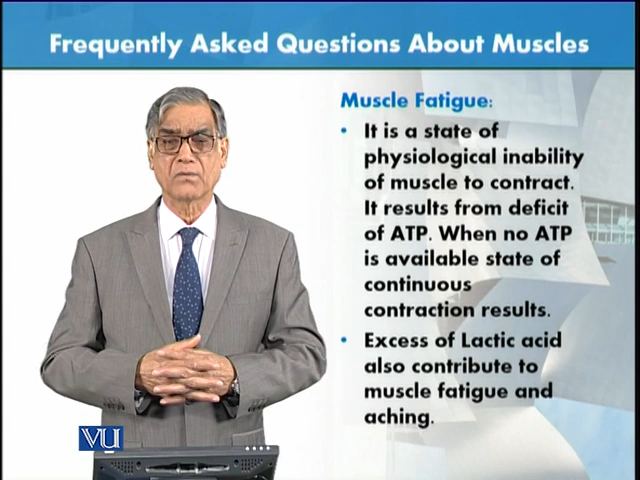 Frequently Asked Questions About Muscles
Muscle Fatigue:
• It is a state of
physiological inability
of muscle to contract.
It results from deficit
of ATP. When no ATP
is available state of
continuous
contraction results.
• Excess of Lactic acid
also contribute to
muscle fatigue and
aching.
VU